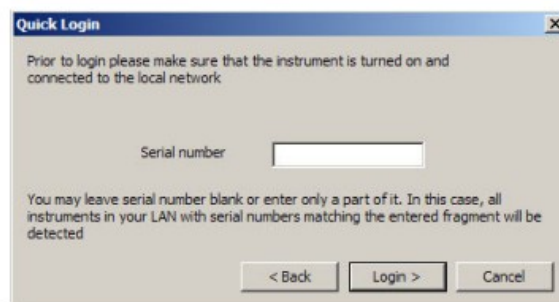 Quick Login
Prior to login please make sure that the instrument is turned on and
connected to the local network
Serial number
You may leave serial number blank or enter only a part of it. In this case, all
instruments in your LAN with serial numbers matching the entered fragment will be
detected
< Back Login > Cancel